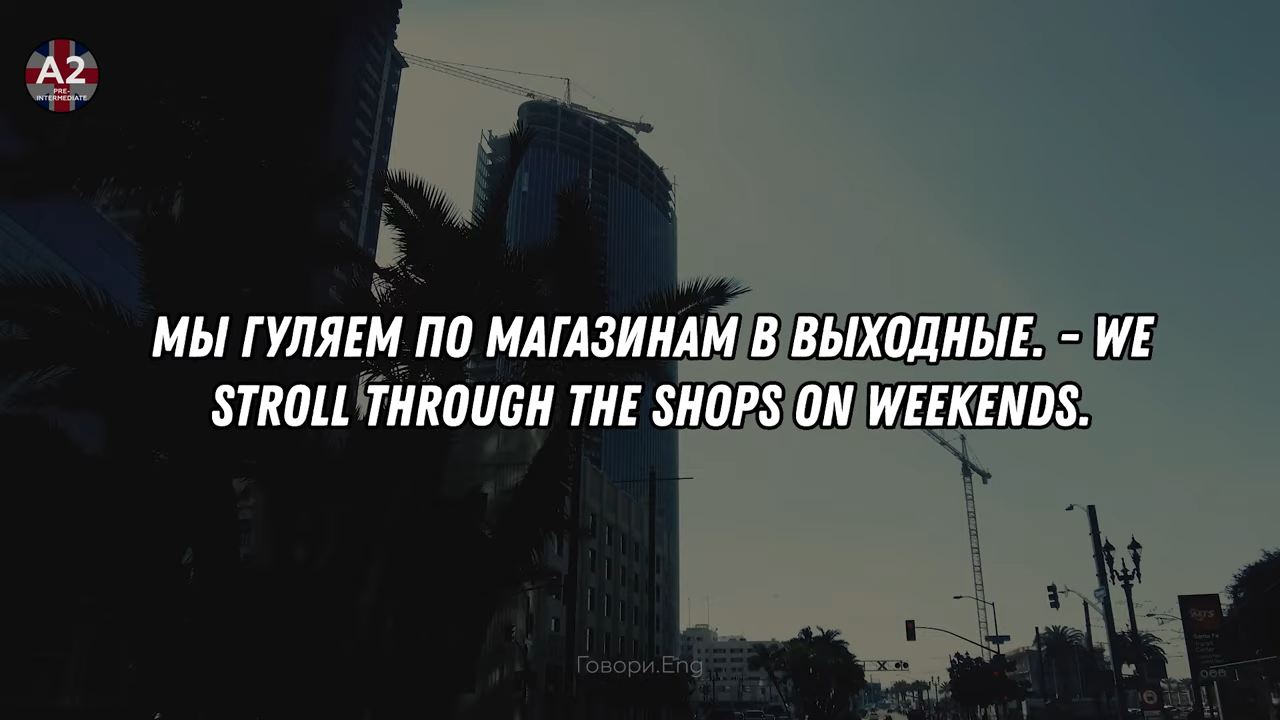 A2
PRE-
INTERMEDIATE
МЫ ГУЛЯЕМ ПО МАГАЗИНАМ В ВЫХОДНЫЕ. - WE
STROLL THROUGH THE SHOPS ON WEEKENDS.
Говори.Eng